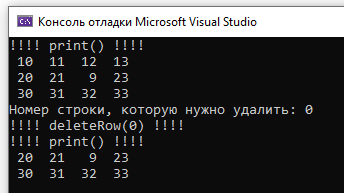 Консоль отладки Microsoft Visual Studio
!!!! print() !!!!
 10  11  12  13
 20  21   9  23
 30  31  32  33
Номер строки, которую нужно удалить: 0
!!!! deleteRow(0) !!!!
!!!! print() !!!!
 20  21   9  23
 30  31  32  33